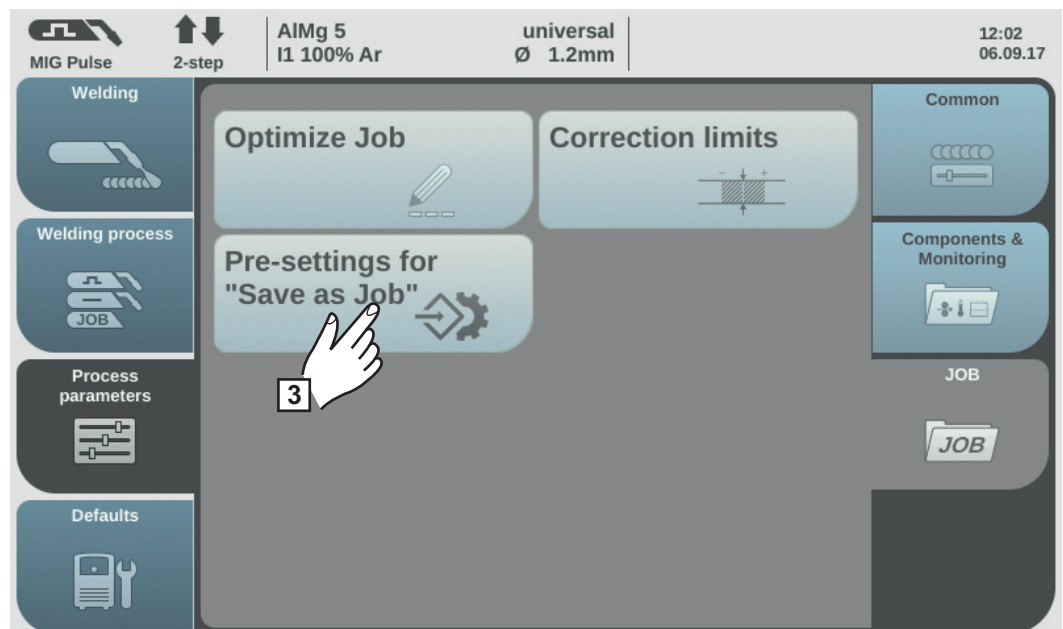 MIG Pulse
2-step
AlMg 5
I1 100% Ar
universal
Ø 1.2mm
12:02
06.09.17
Welding
Welding process
JOB
Process
parameters
Defaults
Optimize Job
Correction limits
- +
Pre-settings for
"Save as Job"
3
Common
Components &
Monitoring
JOB
JOB